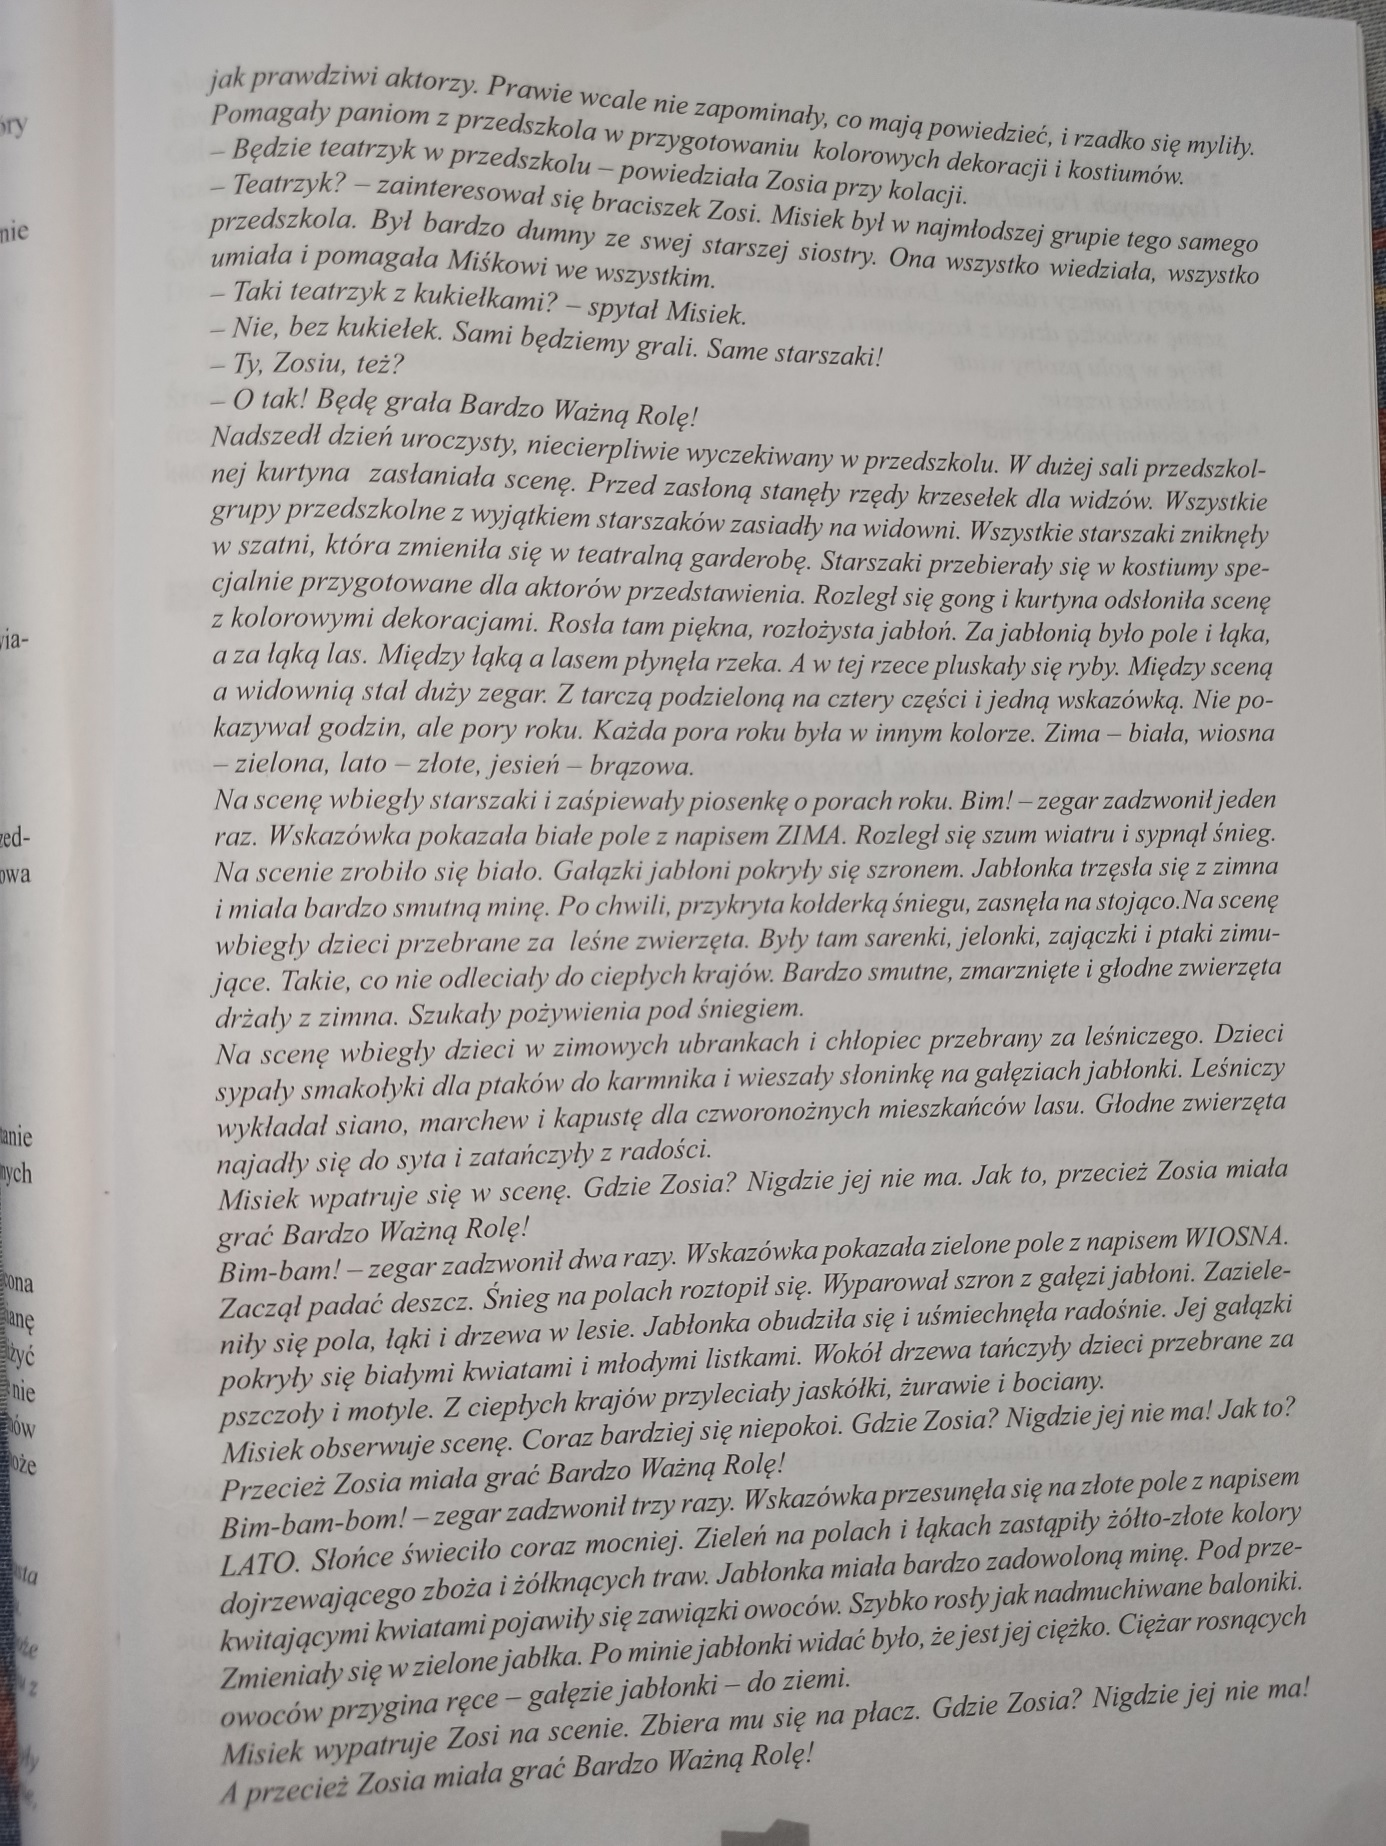 jak prawdziwi aktorzy. Prawie wcale nie zapominały, co mają powiedzieć, i rzadko się myliły.
Pomagały paniom z przedszkola w przygotowaniu kolorowych dekoracji i kostiumów.
– Będzie teatrzyk w przedszkolu – powiedziała Zosia przy kolacji.
– Teatrzyk? – zainteresował się braciszek Zosi. Misiek był w najmłodszej grupie tego samego
przedszkola. Był bardzo dumny ze swej starszej siostry. Ona wszystko wiedziała, wszystko
umiała i pomagała Miśkowi we wszystkim.
– Taki teatrzyk z kukiełkami? – spytał Misiek.
– Nie, bez kukiełek. Sami będziemy grali. Same starszaki!
– Ty, Zosiu, też?
– O tak! Będę grała Bardzo Ważną Rolę!
Nadszedł dzień uroczysty, niecierpliwie wyczekiwany w przedszkolu. W dużej sali przedszkol-
nej kurtyna zasłaniała scenę. Przed zasłoną stanęły rzędy krzesełek dla widzów. Wszystkie
grupy przedszkolne z wyjątkiem starszaków zasiadły na widowni. Wszystkie starszaki zniknęły
w szatni, która zmieniła się w teatralną garderobę. Starszaki przebierały się w kostiumy spe-
cjalnie przygotowane dla aktorów przedstawienia. Rozległ się gong i kurtyna odsłoniła scenę
z kolorowymi dekoracjami. Rosła tam piękna, rozłożysta jabłoń. Za jabłonią było pole i łąka,
a za łąką las. Między łąką a lasem płynęła rzeka. A w tej rzece pluskały się ryby. Między sceną
a widownią stał duży zegar. Z tarczą podzieloną na cztery części i jedną wskazówką. Nie po-
kazywał godzin, ale pory roku. Każda pora roku była w innym kolorze. Zima – biała, wiosna
– zielona, lato – złote, jesień – brązowa.
Na scenę wbiegły starszaki i zaśpiewały piosenkę o porach roku. Bim! – zegar zadzwonił jeden
raz. Wskazówka pokazała białe pole z napisem ZIMA. Rozległ się szum wiatru i sypnął śnieg.
Na scenie zrobiło się biało. Gałązki jabłoni pokryły się szronem. Jabłonka trzęsła się z zimna
i miała bardzo smutną minę. Po chwili, przykryta kołderką śniegu, zasnęła na stojąco.Na scenę
wbiegły dzieci przebrane za leśne zwierzęta. Były tam sarenki, jelonki, zajączki i ptaki zimu-
jące. Takie, co nie odleciały do ciepłych krajów. Bardzo smutne, zmarznięte i głodne zwierzęta
drżały z zimna. Szukały pożywienia pod śniegiem.
Na scenę wbiegły dzieci w zimowych ubrankach i chłopiec przebrany za leśniczego. Dzieci
sypały smakołyki dla ptaków do karmnika i wieszały słoninkę na gałęziach jabłonki. Leśniczy
wykładał siano, marchew i kapustę dla czworonożnych mieszkańców lasu. Głodne zwierzęta
najadły się do syta i zatańczyły z radości.
Misiek wpatruje się w scenę. Gdzie Zosia? Nigdzie jej nie ma. Jak to, przecież Zosia miała
grać Bardzo Ważną Rolę!
Bim-bam! – zegar zadzwonił dwa razy. Wskazówka pokazała zielone pole z napisem WIOSNA.
Zaczął padać deszcz. Śnieg na polach roztopił się. Wyparował szron z gałęzi jabłoni. Zaziele-
niły się pola, łąki i drzewa w lesie. Jabłonka obudziła się i uśmiechnęła radośnie. Jej gałązki
pokryły się białymi kwiatami i młodymi listkami. Wokół drzewa tańczyły dzieci przebrane za
pszczoły i motyle. Z ciepłych krajów przyleciały jaskółki, żurawie i bociany.
Misiek obserwuje scenę. Coraz bardziej się niepokoi. Gdzie Zosia? Nigdzie jej nie ma! Jak to?
Przecież Zosia miała grać Bardzo Ważną Rolę!
Bim-bam-bom! – zegar zadzwonił trzy razy. Wskazówka przesunęła się na złote pole z napisem
LATO. Słońce świeciło coraz mocniej. Zieleń na polach i łąkach zastąpiły żółto-złote kolory
dojrzewającego zboża i żółknących traw. Jabłonka miała bardzo zadowoloną minę. Pod prze-
kwitającymi kwiatami pojawiły się zawiązki owoców. Szybko rosły jak nadmuchiwane baloniki.
Zmieniały się w zielone jabłka. Po minie jabłonki widać było, że jest jej ciężko. Ciężar rosnących
owoców przygina ręce – gałęzie jabłonki – do ziemi.
Misiek wypatruje Zosi na scenie. Zbiera mu się na płacz. Gdzie Zosia? Nigdzie jej nie ma!
A przecież Zosia miała grać Bardzo Ważną Rolę!